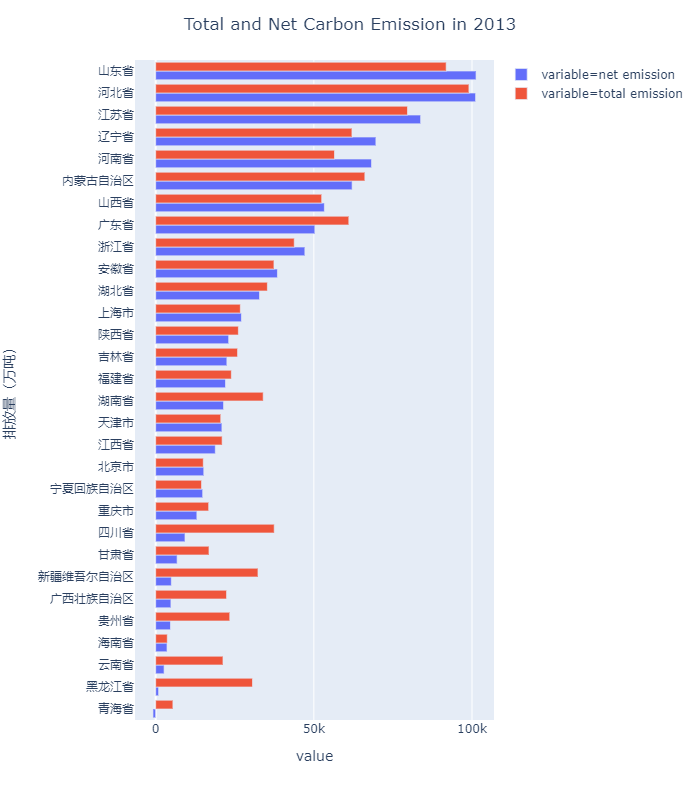 Total and Net Carbon Emission in 2013
variable=net emission
variable=total emission
山东省
河北省
江苏省
辽宁省
河南省
内蒙古自治区
山西省
广东省
浙江省
安徽省
湖北省
上海市
陕西省
吉林省
福建省
湖南省
天津市
江西省
北京市
宁夏回族自治区
重庆市
四川省
甘肃省
新疆维吾尔自治区
广西壮族自治区
贵州省
海南省
云南省
黑龙江省
青海省
排放量 (万吨)
0 50k 100k
value